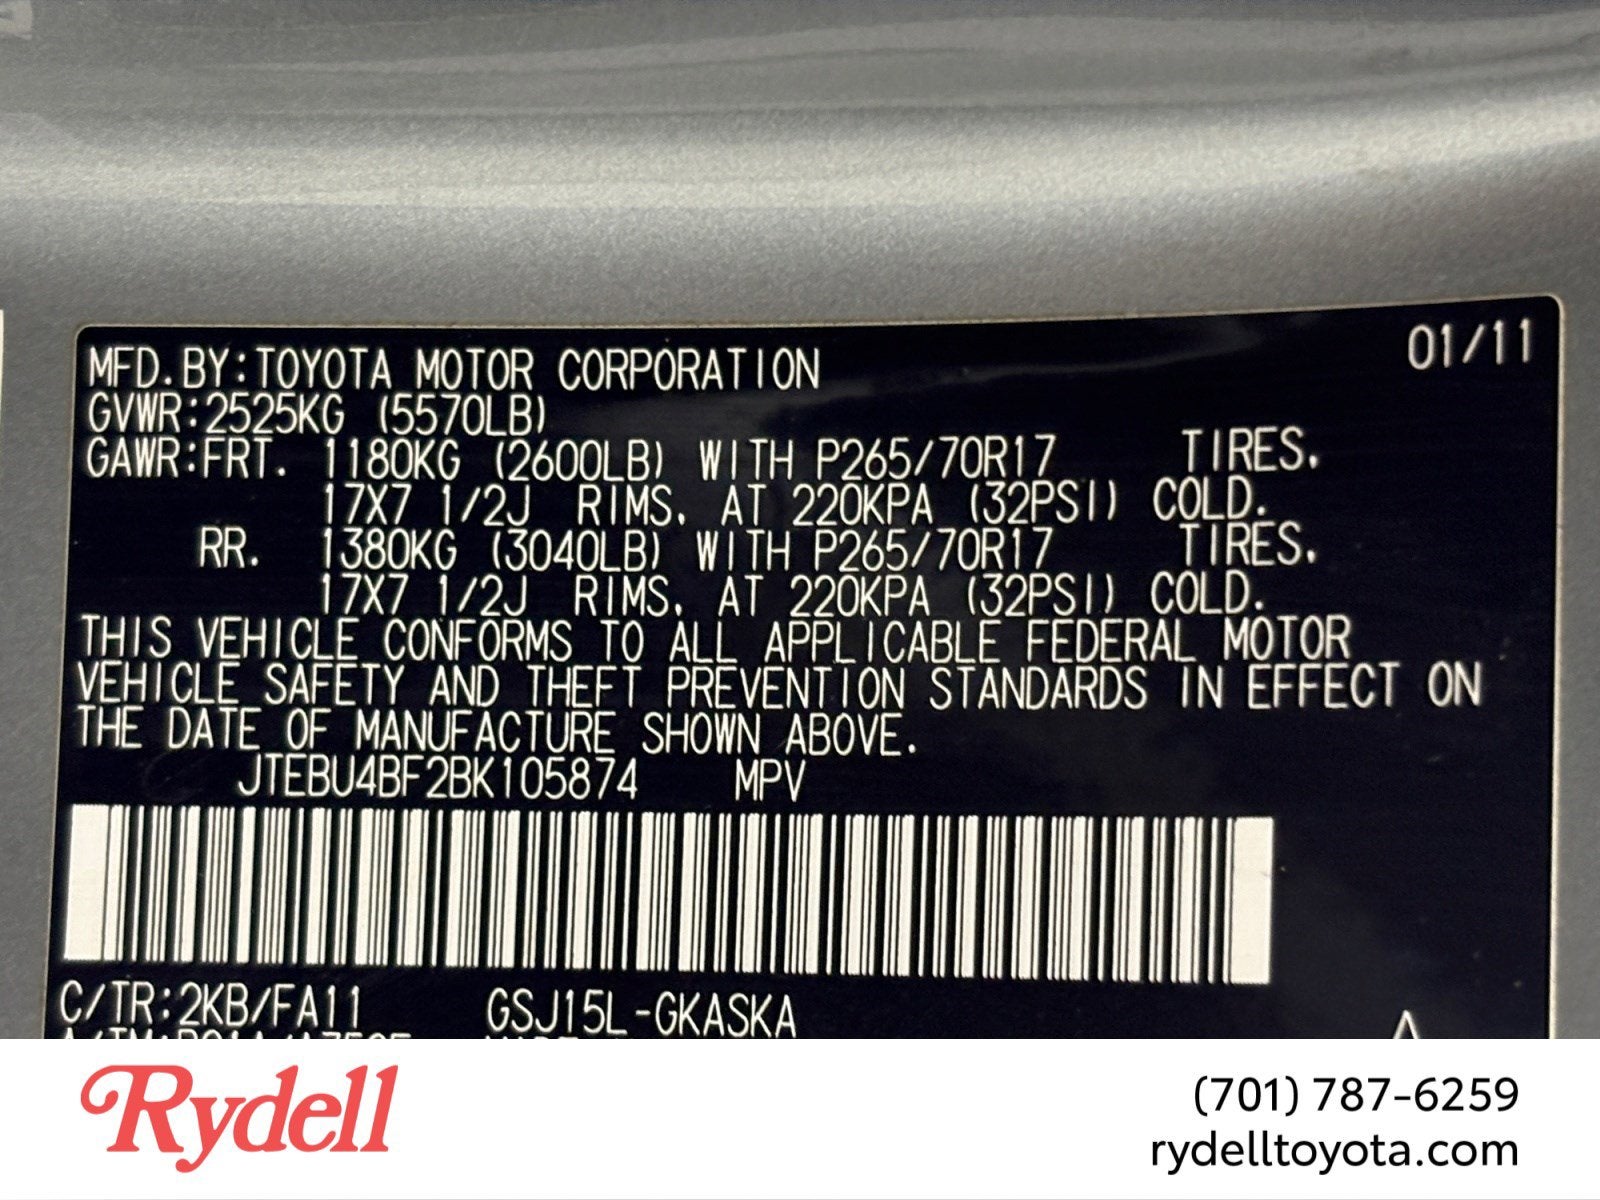 01/11
MFD.BY:TOYOTA MOTOR CORPORATION
GVWR:2525KG (5570LB)
GAWR:FRT. 1180KG (2600LB) WITH P265/70R17 TIRES.
17X7 1/2J RIMS. AT 220KPA (32PSI) COLD.
RR. 1380KG (3040LB) WITH P265/70R17 TIRES.
17X7 1/2J RIMS. AT 220KPA (32PSI) COLD.
THIS VEHICLE CONFORMS TO ALL APPLICABLE FEDERAL MOTOR
VEHICLE SAFETY AND THEFT PREVENTION STANDARDS IN EFFECT ON
THE DATE OF MANUFACTURE SHOWN ABOVE.
JTEBU4BF2BK105874 MPV
C/TR:2KB/FA11 GSJ15L-GKASKA
Rydell
(701) 787-6259
rydelltoyota.com